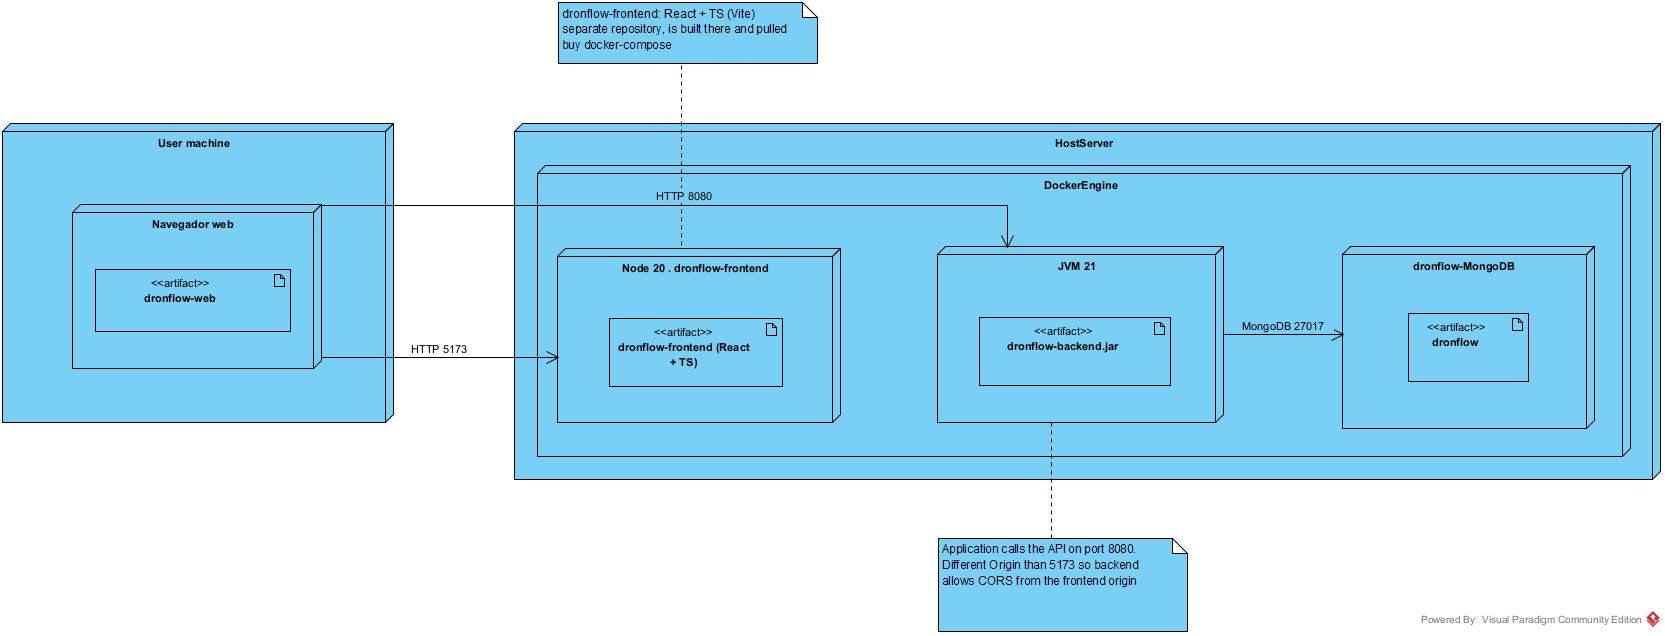 dronflow-frontend: React + TS (Vite)
separate repository, is built there and pulled
buy docker-compose
User machine
HostServer
DockerEngine
HTTP 8080
Navegador web
<<artifact>>
dronflow-web
Node 20 . dronflow-frontend
<<artifact>>
dronflow-frontend (React
+ TS)
JVM 21
<<artifact>>
dronflow-backend.jar
dronflow-MongoDB
<<artifact>>
dronflow
MongoDB 27017
HTTP 5173
Application calls the API on port 8080.
Different Origin than 5173 so backend
allows CORS from the frontend origin
Powered By Visual Paradigm Community Edition